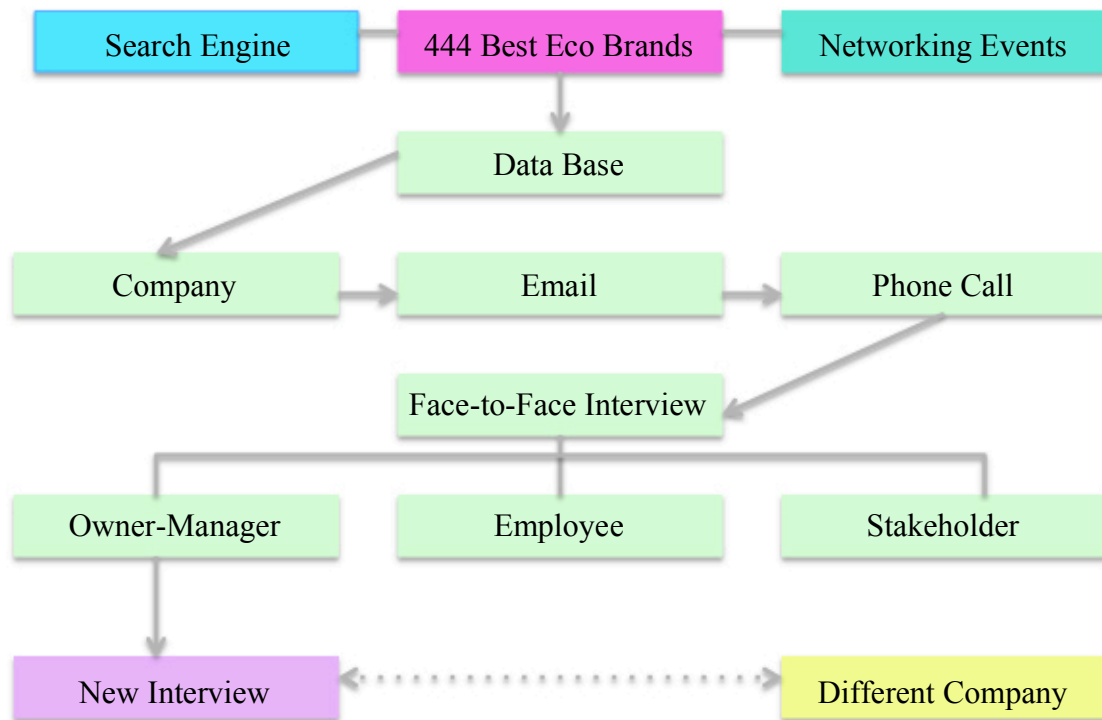 Search Engine
444 Best Eco Brands
Networking Events
Data Base
Company
Email
Phone Call
Face-to-Face Interview
Owner-Manager
Employee
Stakeholder
New Interview
Different Company